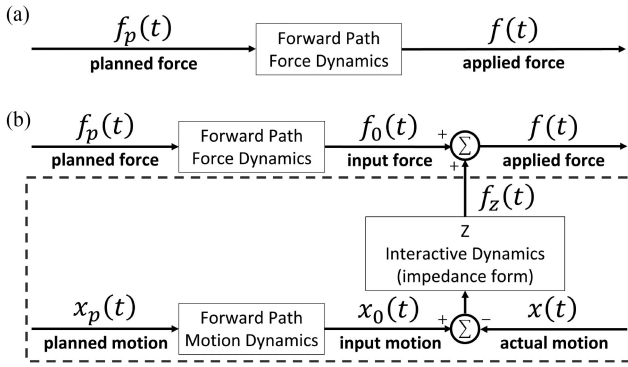 (a)
f_p(t)
planned force
Forward Path
Force Dynamics
f(t)
applied force
(b)
f_p(t)
planned force
Forward Path
Force Dynamics
f_0(t)
input force
+
Σ
+
f(t)
applied force
f_z(t)
Z
Interactive Dynamics
(impedance form)
x_p(t)
planned motion
Forward Path
Motion Dynamics
x_0(t)
input motion
+
Σ
−
x(t)
actual motion